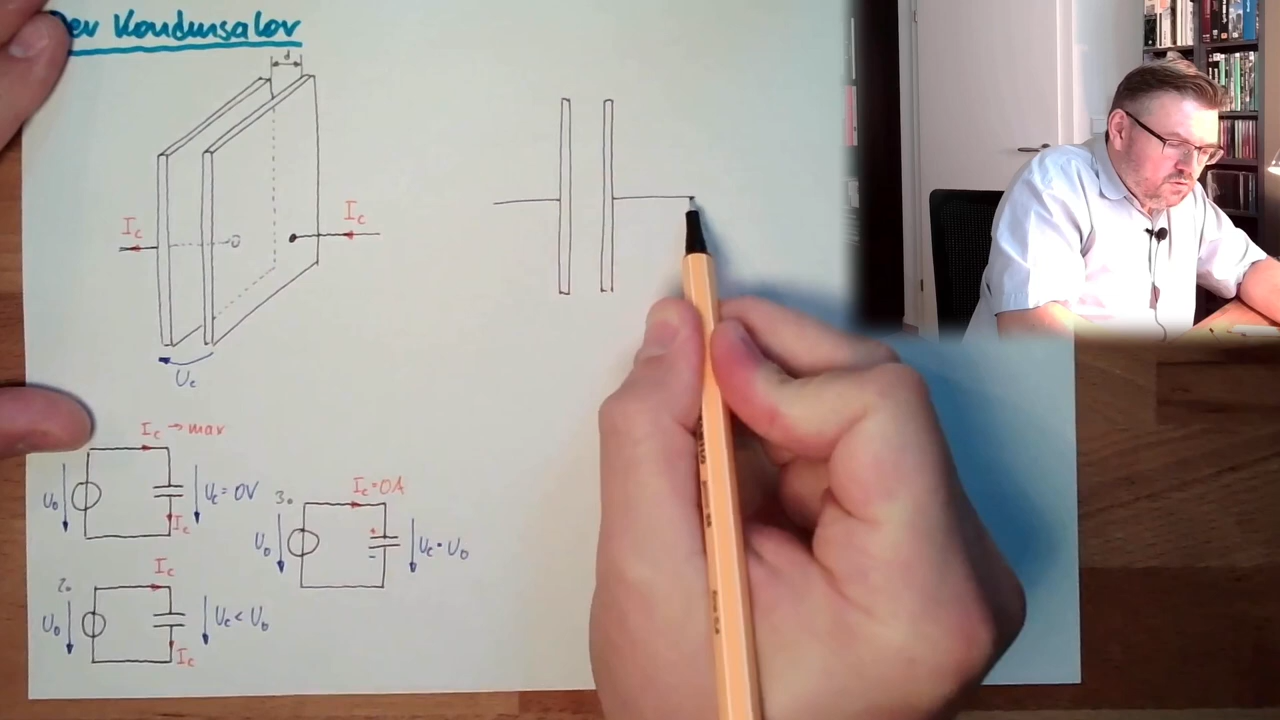 Der Kondensator
d
I_c
I_c
U_c
I_c → max
U_0
U_c = 0V
I_c
3.
I_c = 0A
U_0
+
-
U_c = U_0
2.
I_c
U_0
U_c < U_0
I_c